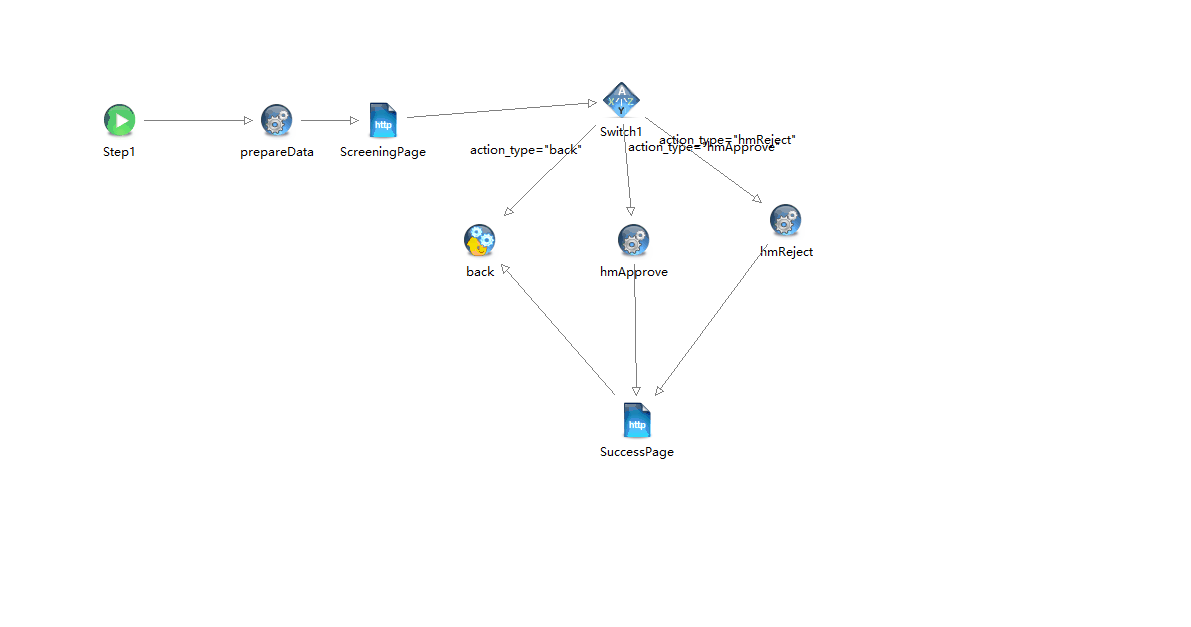 A
X Z
Y
http
Step1
prepareData
ScreeningPage
Switch1
action_type="hmReject"
action_type="back"
action_type="hmApprove"
hmReject
back
hmApprove
http
SuccessPage